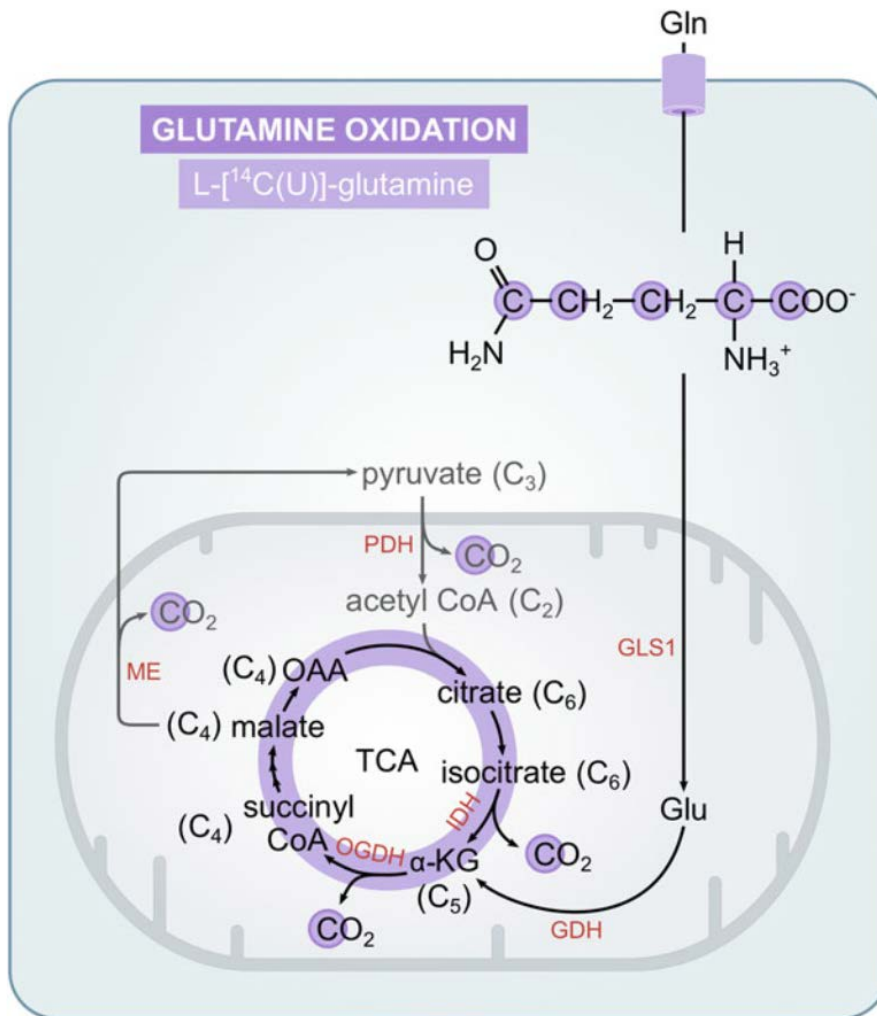 Gln
GLUTAMINE OXIDATION
L-[¹⁴C(U)]-glutamine
O
H
C CH₂ CH₂ C COO⁻
H₂N
NH₃⁺
pyruvate (C₃)
PDH
CO₂
acetyl CoA (C₂)
CO₂
GLS1
ME
(C₄) OAA
citrate (C₆)
(C₄) malate
TCA
isocitrate (C₆)
succinyl
CoA
(C₄)
IDH
Glu
OGDH
α-KG
(C₅)
CO₂
CO₂
GDH